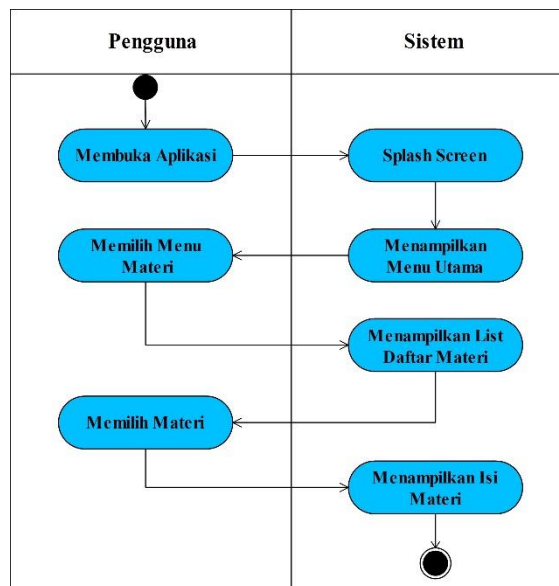 Pengguna
Sistem
Membuka Aplikasi
Splash Screen
Memilih Menu
Materi
Menampilkan
Menu Utama
Menampilkan List
Daftar Materi
Memilih Materi
Menampilkan Isi
Materi